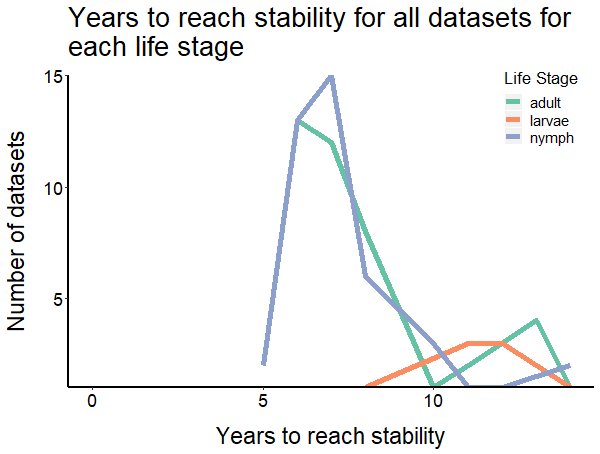 Years to reach stability for all datasets for
each life stage
Life Stage
adult
larvae
nymph
Number of datasets
15
10
5
0
5
10
Years to reach stability